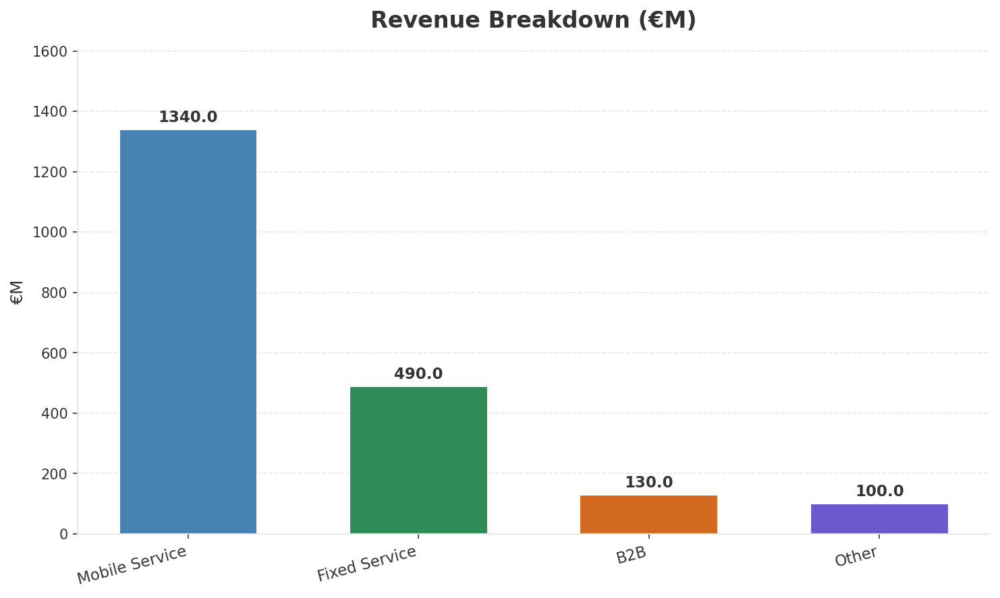 Revenue Breakdown (€M)
€M
1600
1400
1200
1000
800
600
400
200
0
1340.0
490.0
130.0
100.0
Mobile Service
Fixed Service
B2B
Other